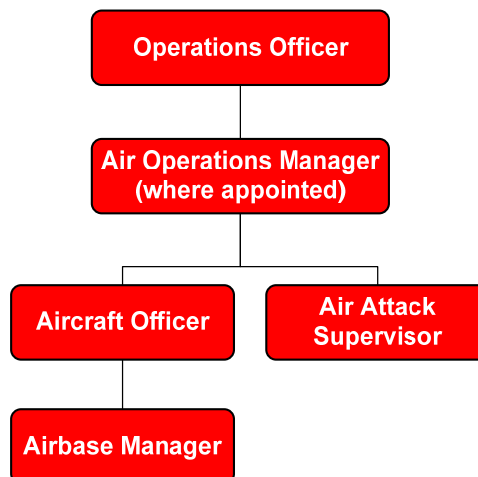 Operations Officer
Air Operations Manager
(where appointed)
Aircraft Officer
Air Attack
Supervisor
Airbase Manager